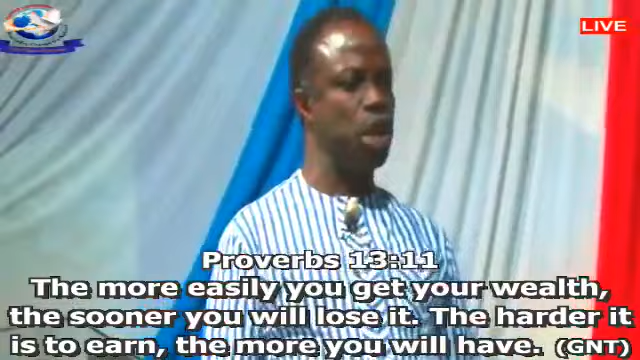 LIVE
Proverbs 13:11
The more easily you get your wealth,
the sooner you will lose it. The harder it
is to earn, the more you will have. (GNT)